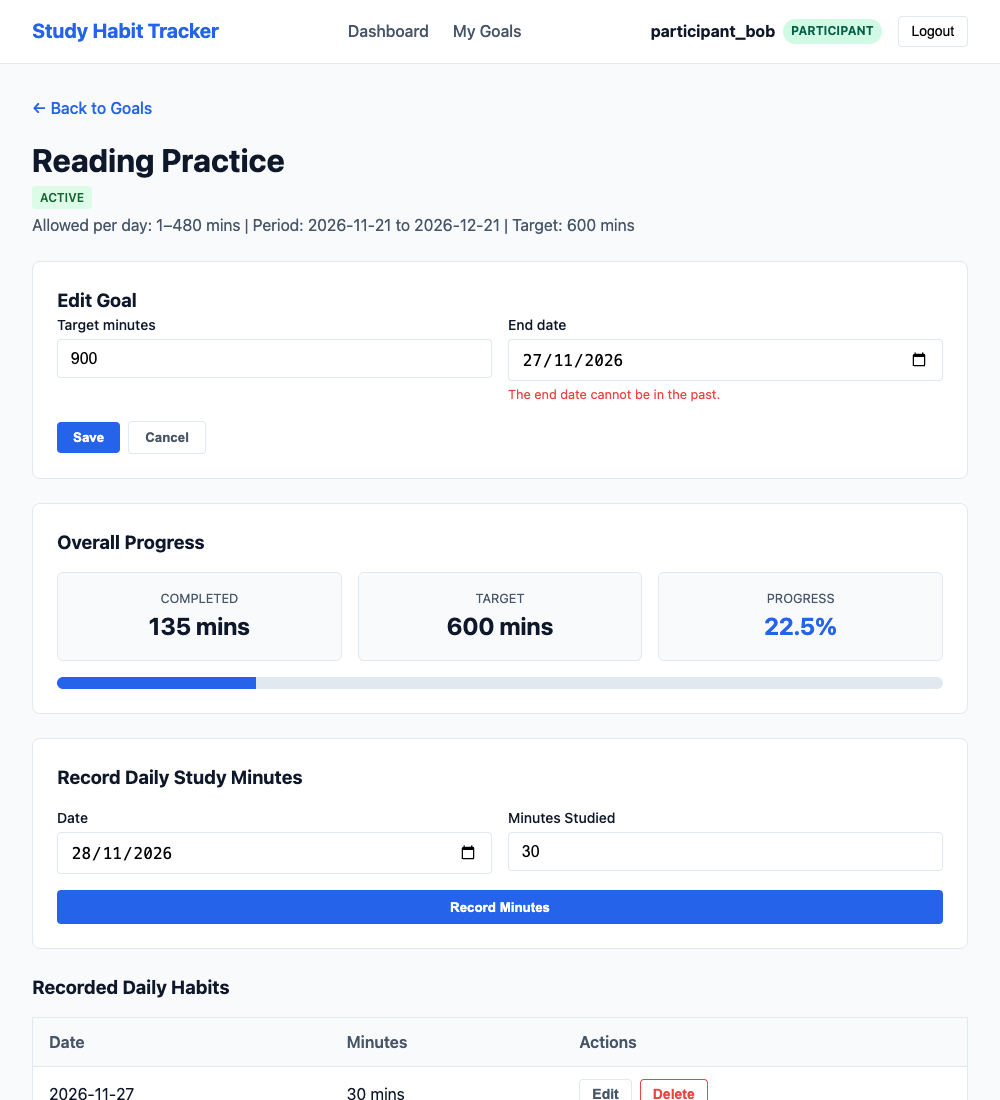 Study Habit Tracker
Dashboard
My Goals
participant_bob
PARTICIPANT
Logout
← Back to Goals
Reading Practice
ACTIVE
Allowed per day: 1–480 mins | Period: 2026-11-21 to 2026-12-21 | Target: 600 mins
Edit Goal
Target minutes
900
End date
27/11/2026
The end date cannot be in the past.
Save
Cancel
Overall Progress
COMPLETED
135 mins
TARGET
600 mins
PROGRESS
22.5%
Record Daily Study Minutes
Date
28/11/2026
Minutes Studied
30
Record Minutes
Recorded Daily Habits
Date
Minutes
Actions
2026-11-27
30 mins
Edit
Delete